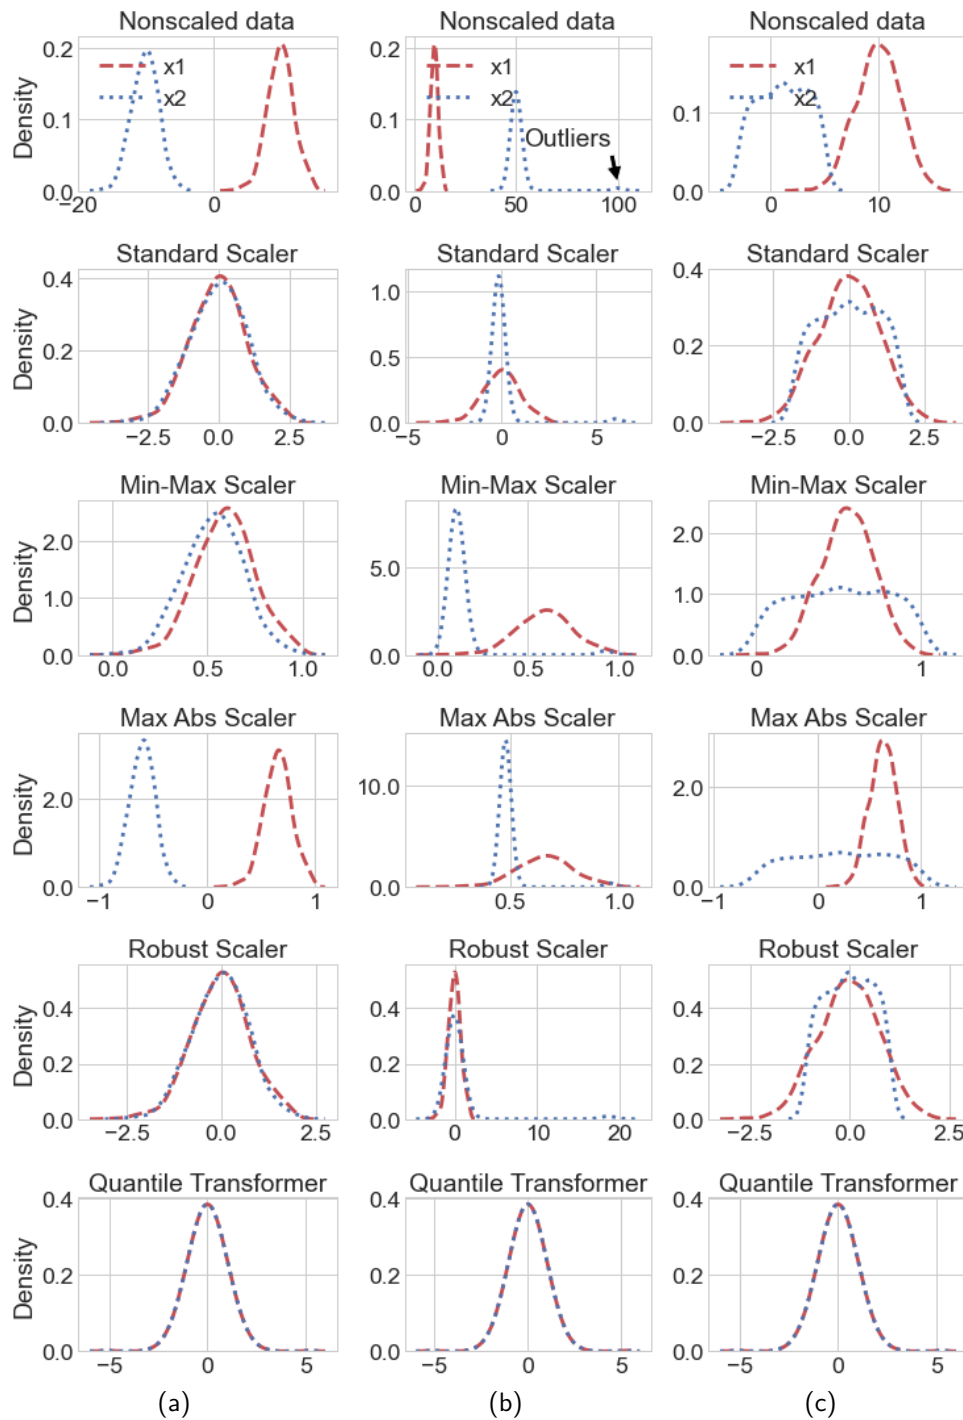 Nonscaled data Nonscaled data Nonscaled data
Density 0.2 0.1 0.0 x1 x2 −20 0
0.2 0.1 0.0 x1 x2 Outliers 0 50 100
0.1 0.0 x1 x2 0 10
Standard Scaler Standard Scaler Standard Scaler
Density 0.4 0.2 0.0 −2.5 0.0 2.5
1.0 0.5 0.0 −5 0 5
0.4 0.2 0.0 −2.5 0.0 2.5
Min-Max Scaler Min-Max Scaler Min-Max Scaler
Density 2.0 1.0 0.0 0.0 0.5 1.0
5.0 0.0 0.0 0.5 1.0
2.0 1.0 0.0 0 1
Max Abs Scaler Max Abs Scaler Max Abs Scaler
Density 2.0 0.0 −1 0 1
10.0 0.0 0.5 1.0
2.0 0.0 −1 0 1
Robust Scaler Robust Scaler Robust Scaler
Density 0.4 0.2 0.0 −2.5 0.0 2.5
0.4 0.2 0.0 0 10 20
0.4 0.2 0.0 −2.5 0.0 2.5
Quantile Transformer Quantile Transformer Quantile Transformer
Density 0.4 0.2 0.0 −5 0 5
0.4 0.2 0.0 −5 0 5
0.4 0.2 0.0 −5 0 5
(a) (b) (c)